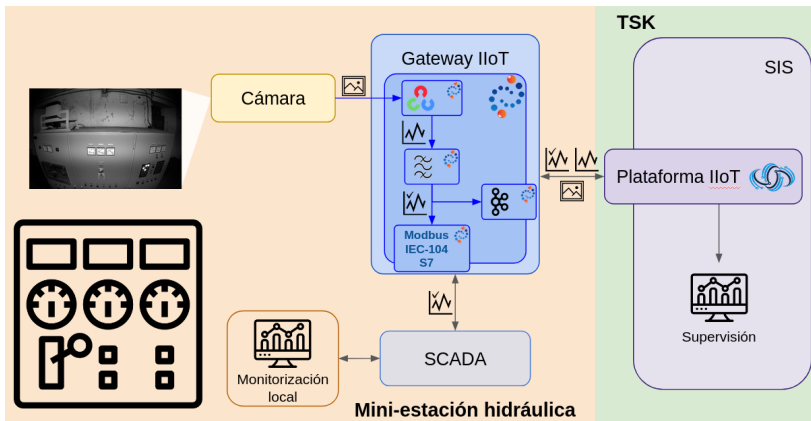 TSK
Gateway IIoT
SIS
Cámara
Plataforma IIoT
Modbus
IEC-104
S7
Supervisión
SCADA
Monitorización
local
Mini-estación hidráulica